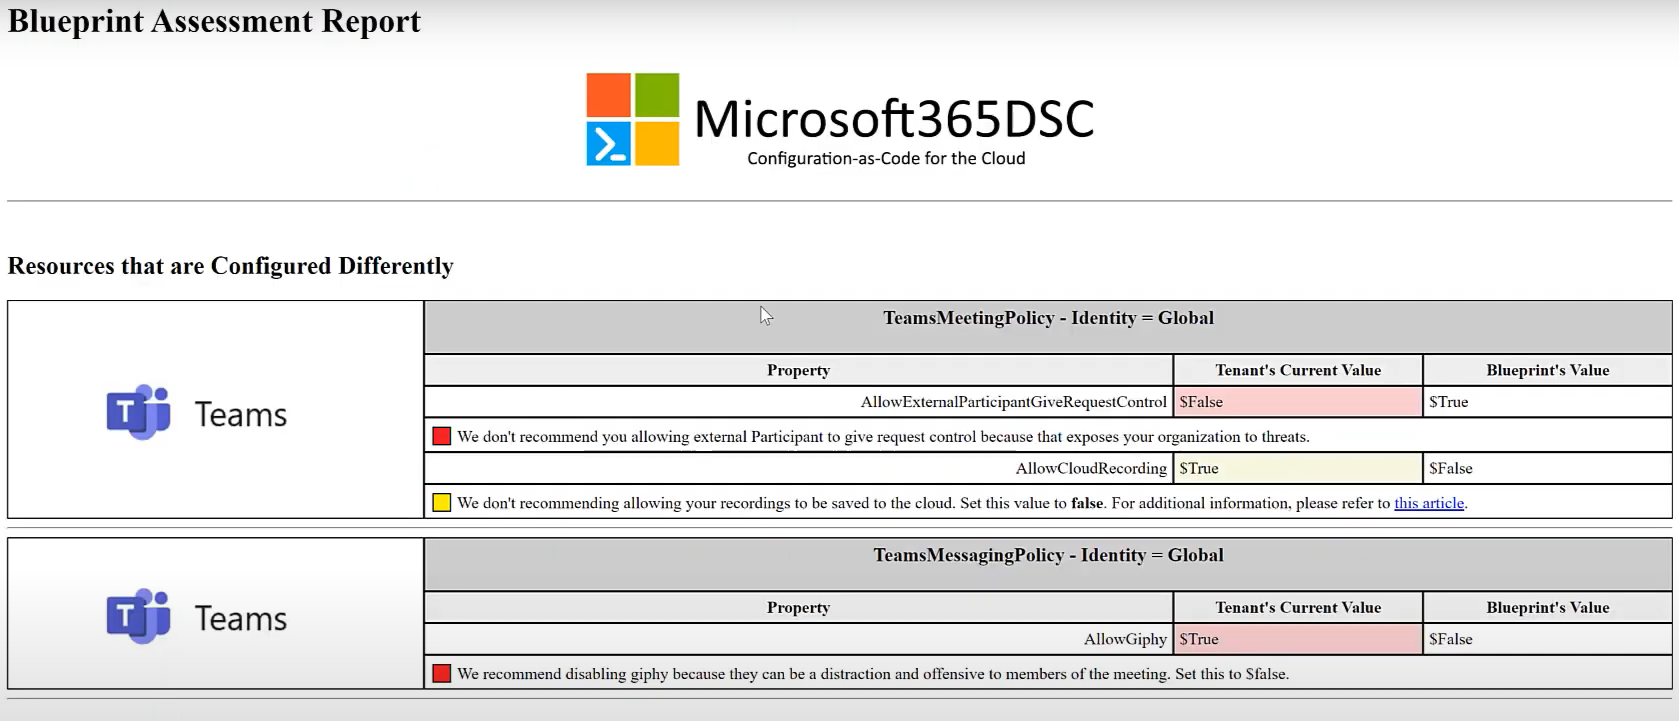 Blueprint Assessment Report
Microsoft365DSC
Configuration-as-Code for the Cloud
Resources that are Configured Differently
Teams
TeamsMeetingPolicy - Identity = Global
Property Tenant's Current Value Blueprint's Value
AllowExternalParticipantGiveRequestControl $False $True
We don't recommend you allowing external Participant to give request control because that exposes your organization to threats.
AllowCloudRecording $True $False
We don't recommending allowing your recordings to be saved to the cloud. Set this value to false. For additional information, please refer to this article.
Teams
TeamsMessagingPolicy - Identity = Global
Property Tenant's Current Value Blueprint's Value
AllowGiphy $True $False
We recommend disabling giphy because they can be a distraction and offensive to members of the meeting. Set this to $false.